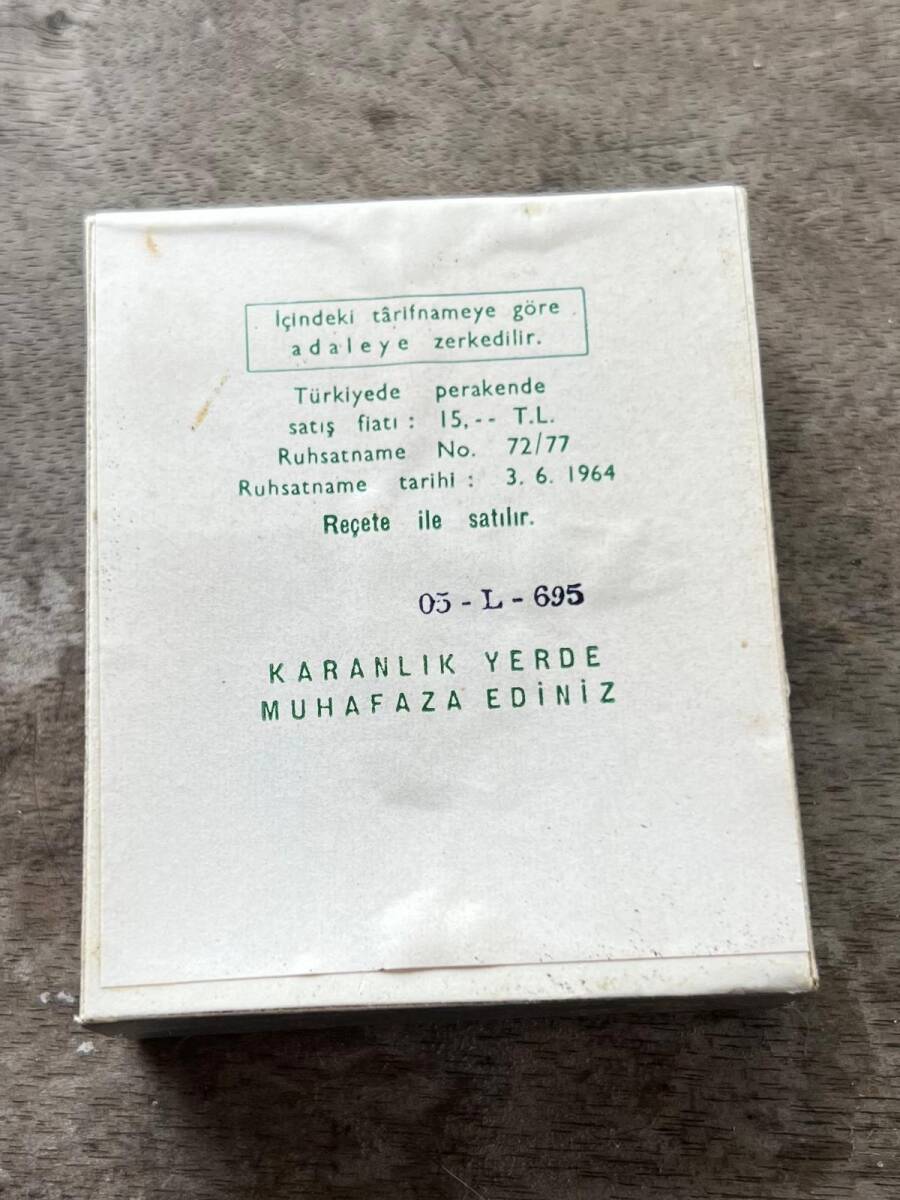 İçindeki târifnameye göre
adaleye zerkedilir.
Türkiyede perakende
satış fiatı : 15,-- T.L.
Ruhsatname No. 72/77
Ruhsatname tarihi : 3. 6. 1964
Reçete ile satılır.
05 - L - 695
KARANLIK YERDE
MUHAFAZA EDİNİZ